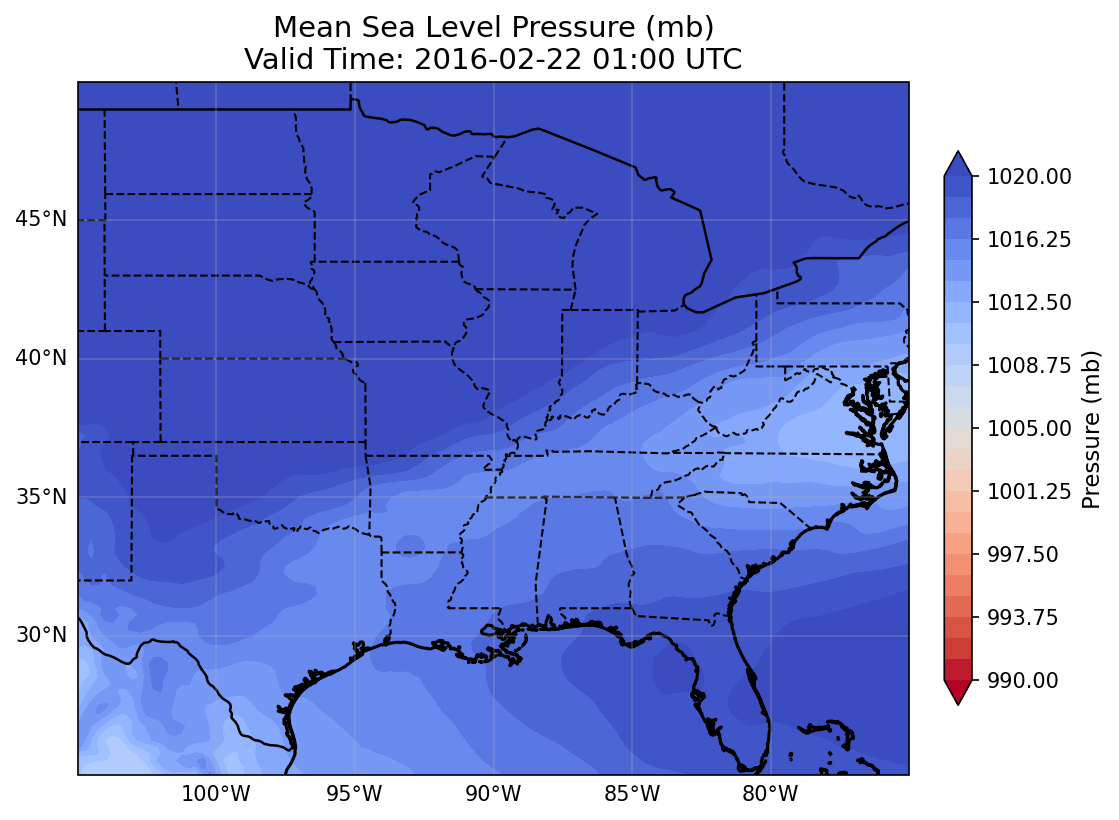 Mean Sea Level Pressure (mb)
Valid Time: 2016-02-22 01:00 UTC
45°N
40°N
35°N
30°N
100°W
95°W
90°W
85°W
80°W
1020.00
1016.25
1012.50
1008.75
1005.00
1001.25
997.50
993.75
990.00
Pressure (mb)